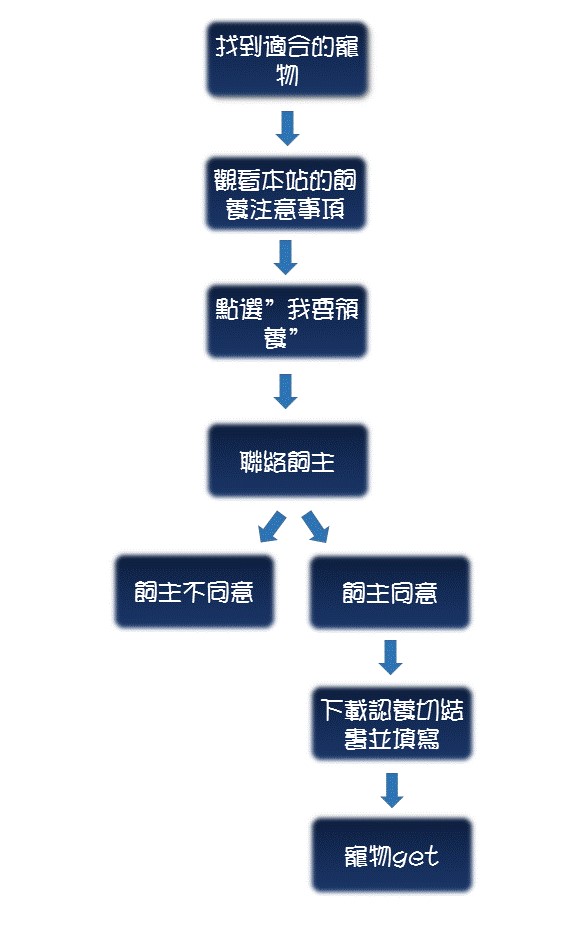 找到適合的寵
物
觀看本站的飼
養注意事項
點選”我要領
養”
聯絡飼主
飼主不同意
飼主同意
下載認養切結
書並填寫
寵物get